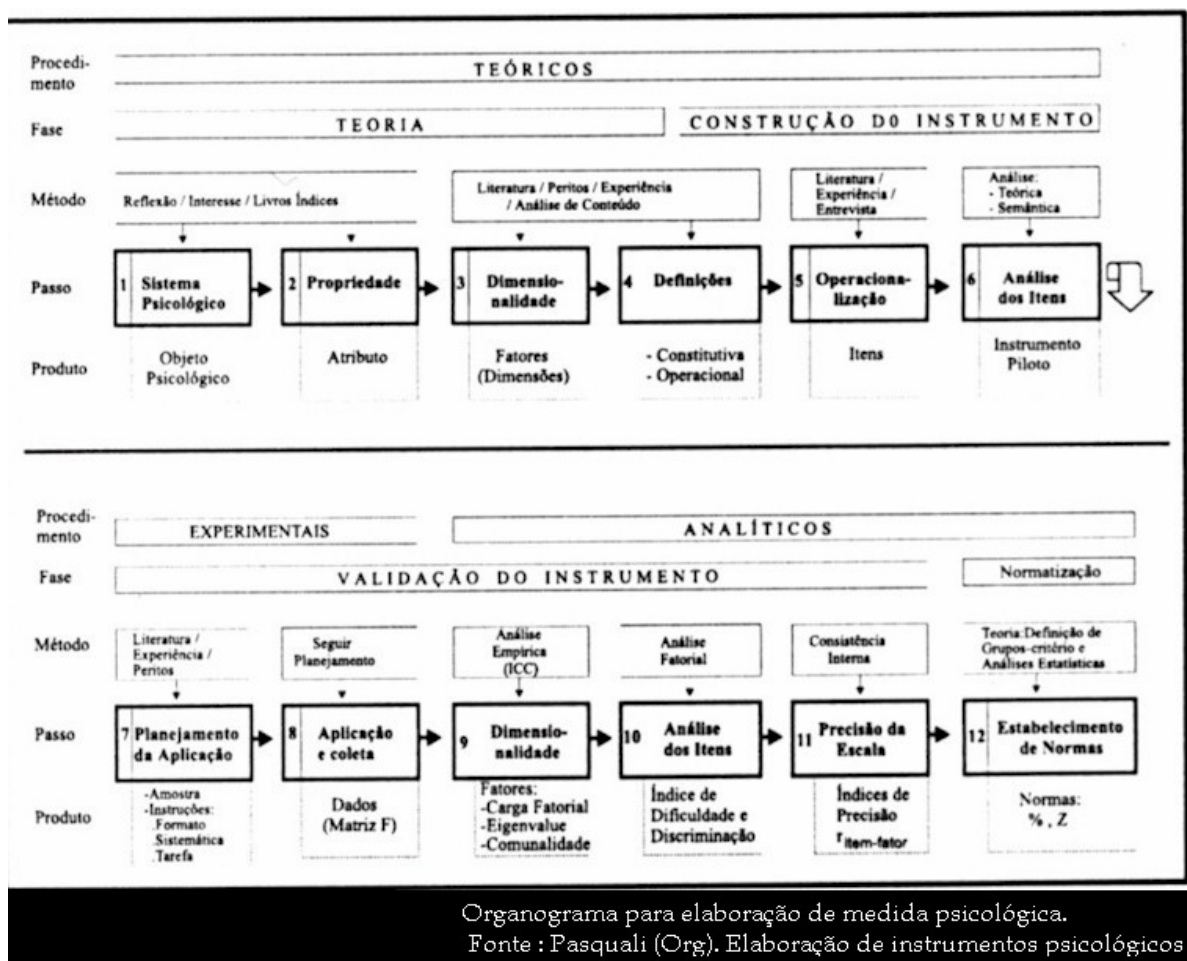 Procedi-
mento
TEÓRICOS
Fase
TEORIA
CONSTRUÇÃO DO INSTRUMENTO
Método
Reflexão / Interesse / Livros Índices
Literatura / Peritos / Experiência
/ Análise de Conteúdo
Literatura /
Experiência /
Entrevista
Análise:
- Teórica
- Semântica
Passo
1 Sistema
Psicológico
2 Propriedade
3 Dimensio-
nalidade
4 Definições
5 Operaciona-
lização
6 Análise
dos Itens
Produto
Objeto
Psicológico
Atributo
Fatores
(Dimensões)
- Constitutiva
- Operacional
Itens
Instrumento
Piloto
Procedi-
mento
EXPERIMENTAIS
ANALÍTICOS
Fase
VALIDAÇÃO DO INSTRUMENTO
Normatização
Método
Literatura /
Experiência /
Peritos
Seguir
Planejamento
Análise
Empírica
(ICC)
Análise
Fatorial
Consistência
Interna
Teoria:Definição de
Grupos-critério e
Análises Estatísticas
Passo
7 Planejamento
da Aplicação
8 Aplicação
e coleta
9 Dimensio-
nalidade
10 Análise
dos Itens
11 Precisão da
Escala
12 Estabelecimento
de Normas
Produto
-Amostra
-Instruções:
.Formato
.Sistemática
.Tarefa
Dados
(Matriz F)
Fatores:
-Carga Fatorial
-Eigenvalue
-Comunalidade
Índice de
Dificuldade e
Discriminação
Índices de
Precisão
r item-fator
Normas:
% , Z
Organograma para elaboração de medida psicológica.
Fonte : Pasquali (Org). Elaboração de instrumentos psicológicos